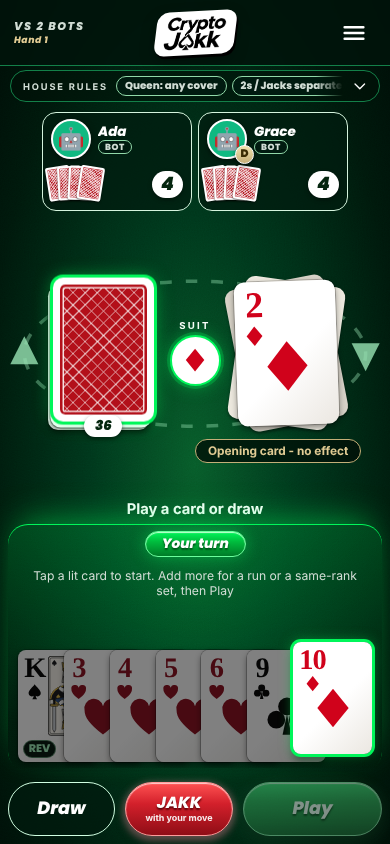 VS 2 BOTS
Hand 1
Crypto
Jakk
HOUSE RULES
Queen: any cover
2s / Jacks separate
Ada
BOT
4
Grace
BOT
D
4
36
SUIT
2
Opening card - no effect
Play a card or draw
Your turn
Tap a lit card to start. Add more for a run or a same-rank
set, then Play
K
REV
3
4
5
6
9
10
Draw
JAKK
with your move
Play